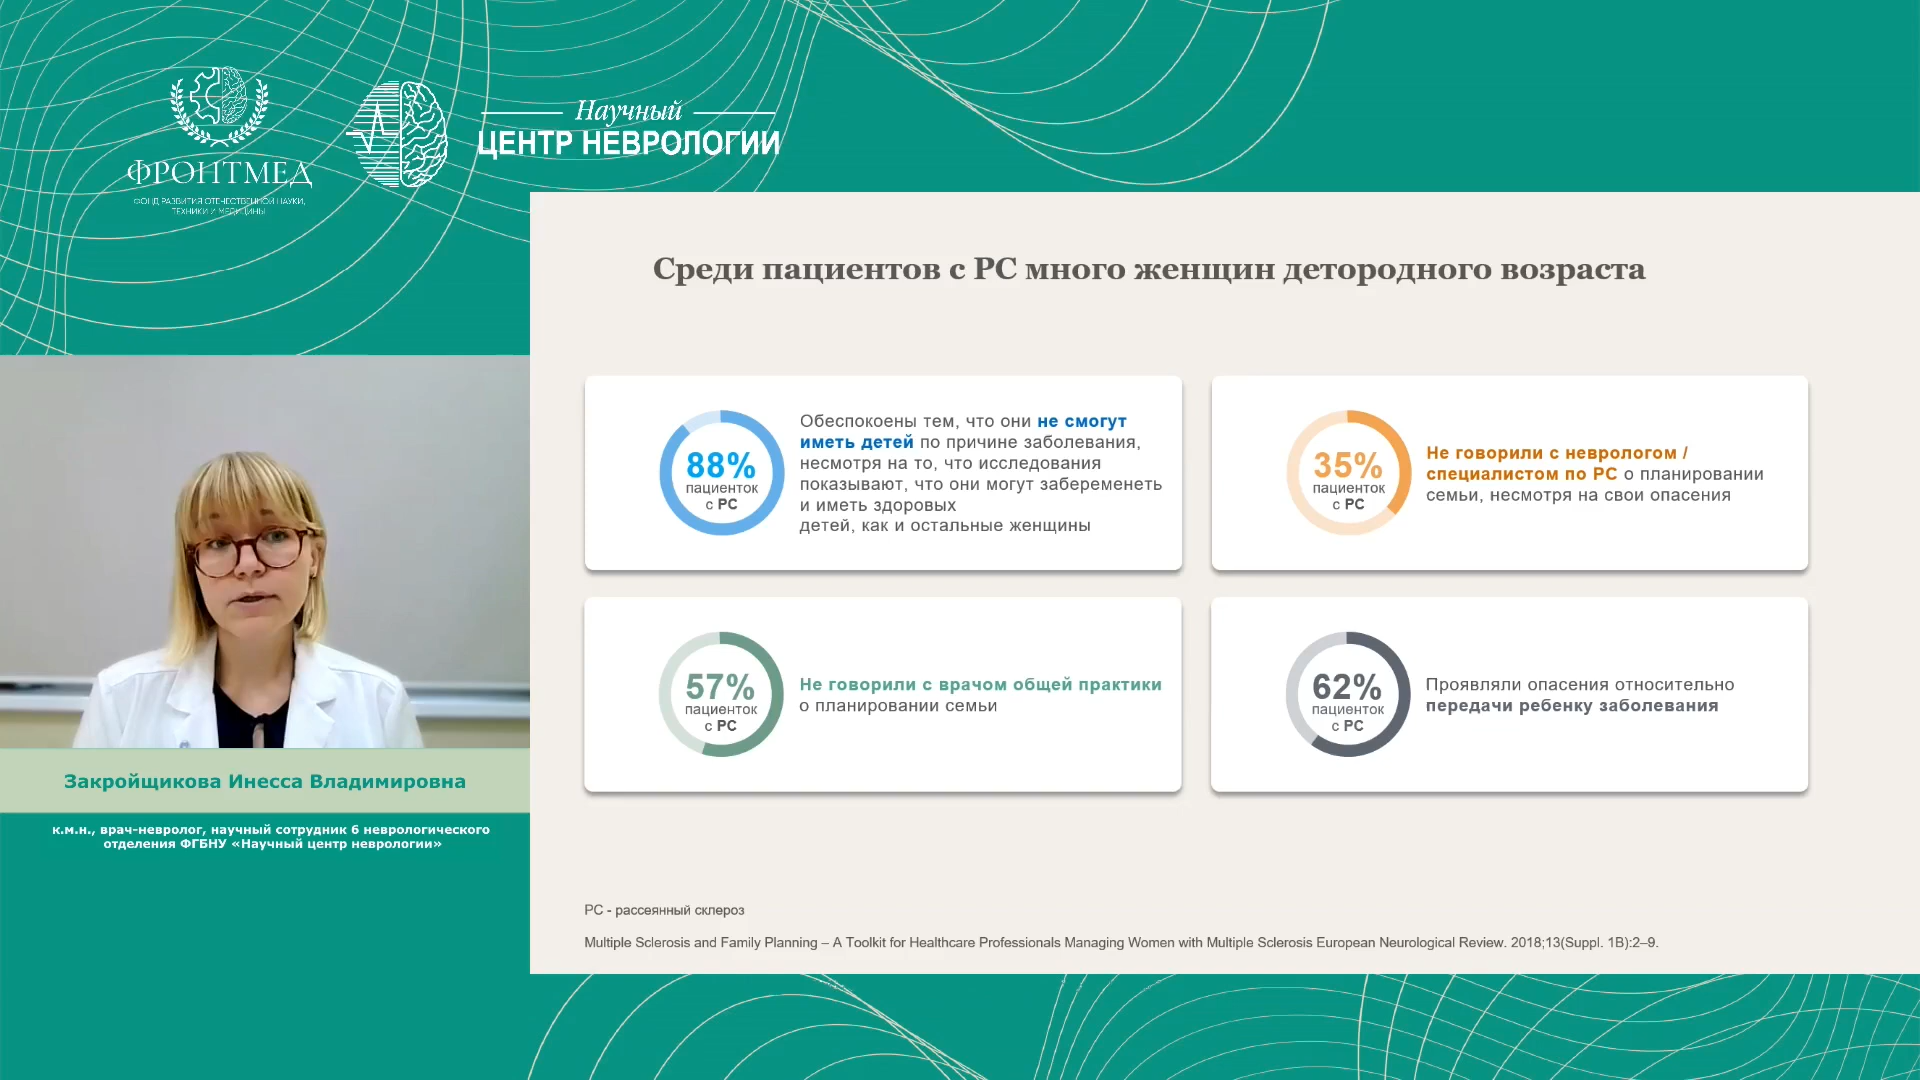 ФРОНТМЕД
ФОНД РАЗВИТИЯ ОТЕЧЕСТВЕННОЙ НАУКИ,
ТЕХНИКИ И МЕДИЦИНЫ
Научный
ЦЕНТР НЕВРОЛОГИИ
Среди пациентов с РС много женщин детородного возраста
88%
пациенток
с РС
Обеспокоены тем, что они не смогут
иметь детей по причине заболевания,
несмотря на то, что исследования
показывают, что они могут забеременеть
и иметь здоровых
детей, как и остальные женщины
35%
пациенток
с РС
Не говорили с неврологом /
специалистом по РС о планировании
семьи, несмотря на свои опасения
57%
пациенток
с РС
Не говорили с врачом общей практики
о планировании семьи
62%
пациенток
с РС
Проявляли опасения относительно
передачи ребенку заболевания
Закройщикова Инесса Владимировна
к.м.н., врач-невролог, научный сотрудник 6 неврологического
отделения ФГБНУ «Научный центр неврологии»
РС - рассеянный склероз
Multiple Sclerosis and Family Planning – A Toolkit for Healthcare Professionals Managing Women with Multiple Sclerosis European Neurological Review. 2018;13(Suppl. 1B):2–9.